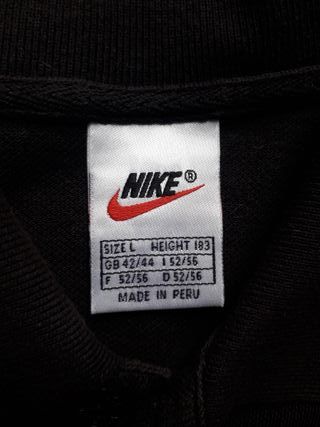 NIKE®
SIZE L HEIGHT 183
GB 42/44 I 52/56
F 52/56 D 52/56
MADE IN PERU